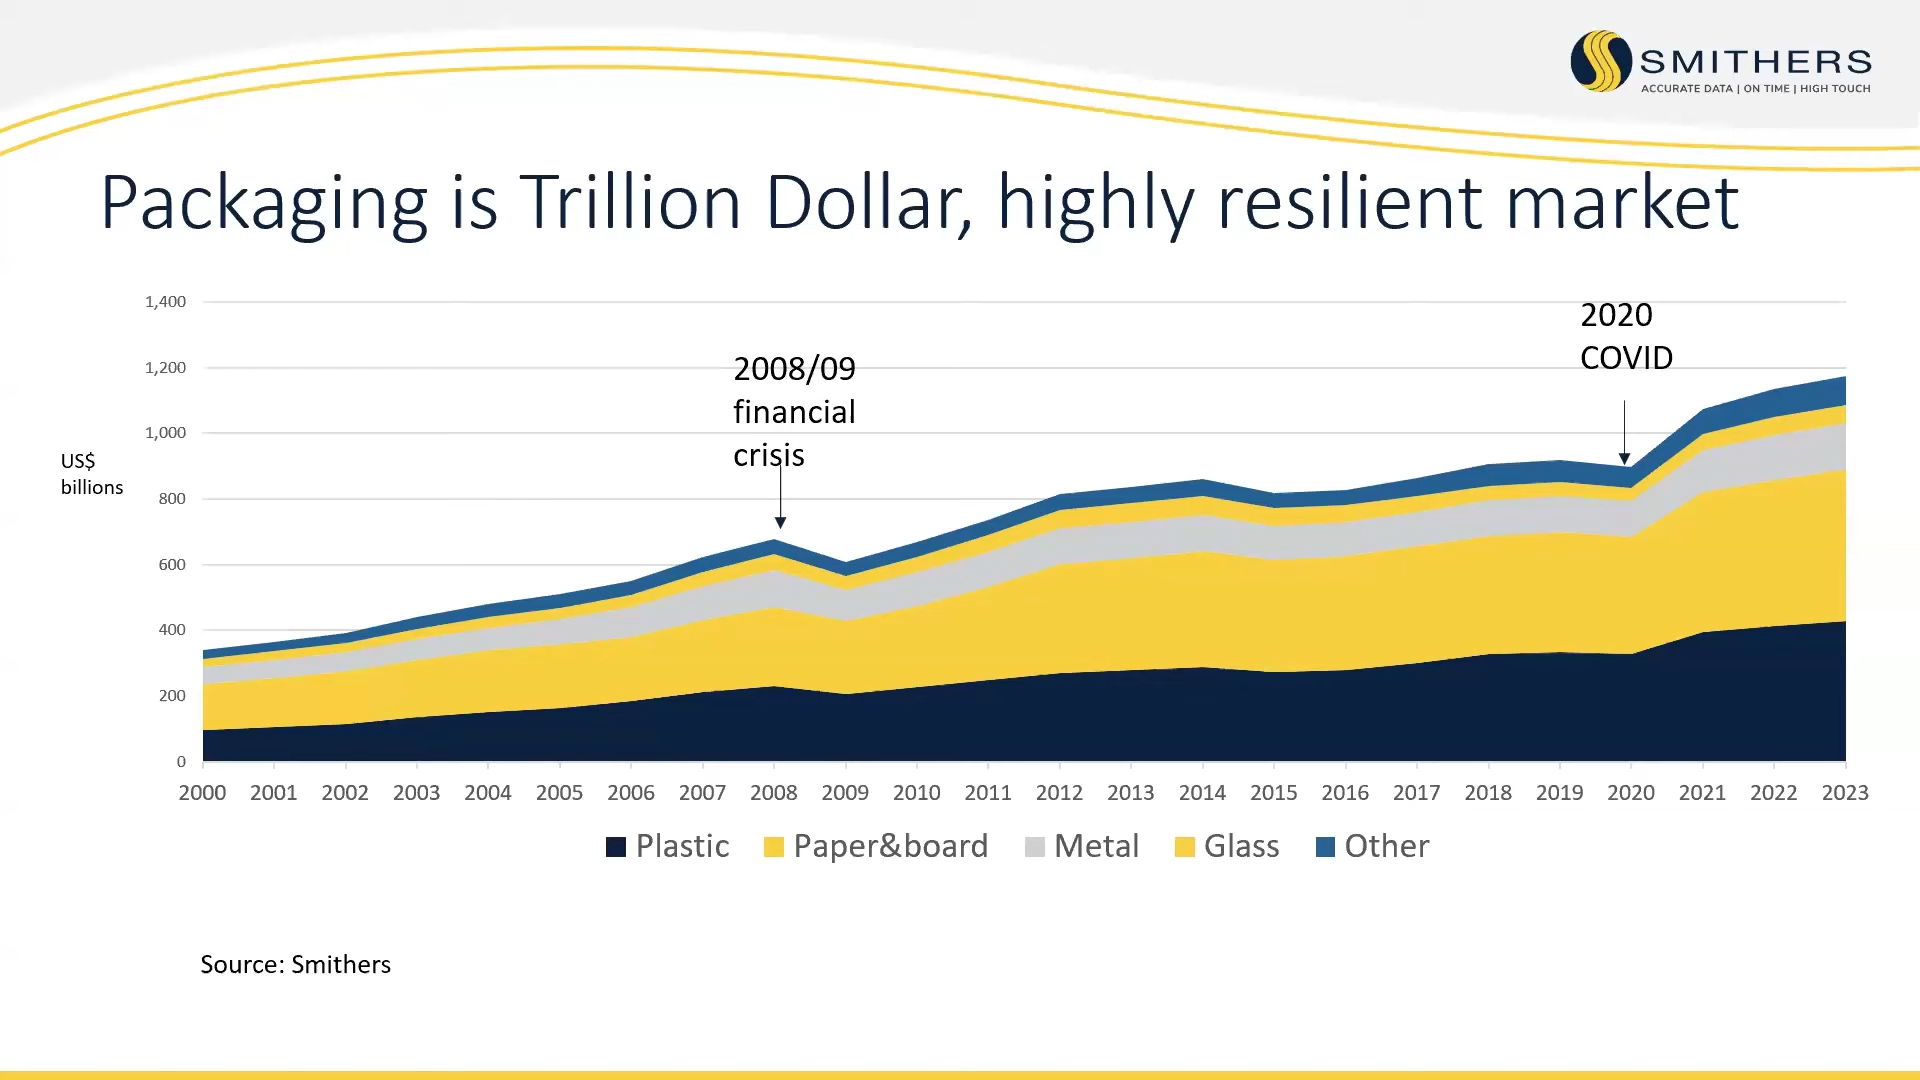 SMITHERS
ACCURATE DATA | ON TIME | HIGH TOUCH
Packaging is Trillion Dollar, highly resilient market
1,400
1,200
1,000
800
600
400
200
0
US$
billions
2008/09
financial
crisis
2020
COVID
2000 2001 2002 2003 2004 2005 2006 2007 2008 2009 2010 2011 2012 2013 2014 2015 2016 2017 2018 2019 2020 2021 2022 2023
Plastic Paper&board Metal Glass Other
Source: Smithers